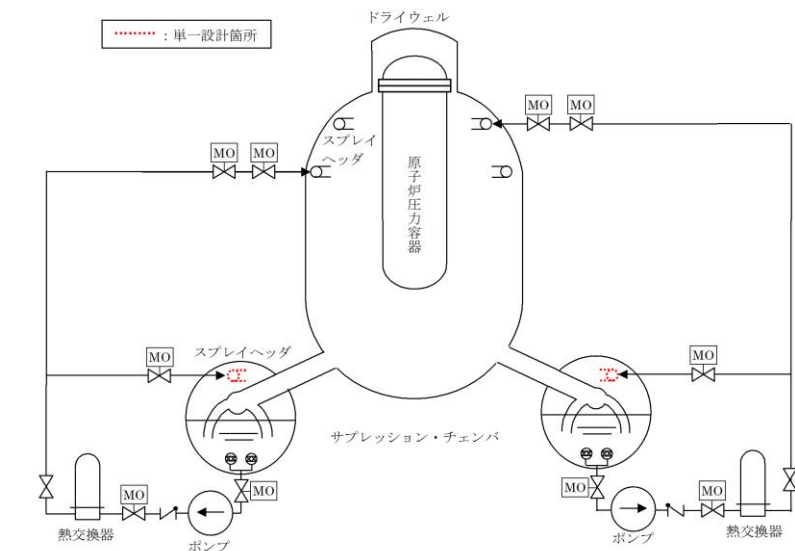 ドライウェル
：単一設計箇所
MO
MO
スプレイ
ヘッダ
MO
MO
原子炉圧力容器
MO
スプレイヘッダ
MO
サプレッション・チェンバ
MO
MO
MO
MO
熱交換器
ポンプ
ポンプ
熱交換器